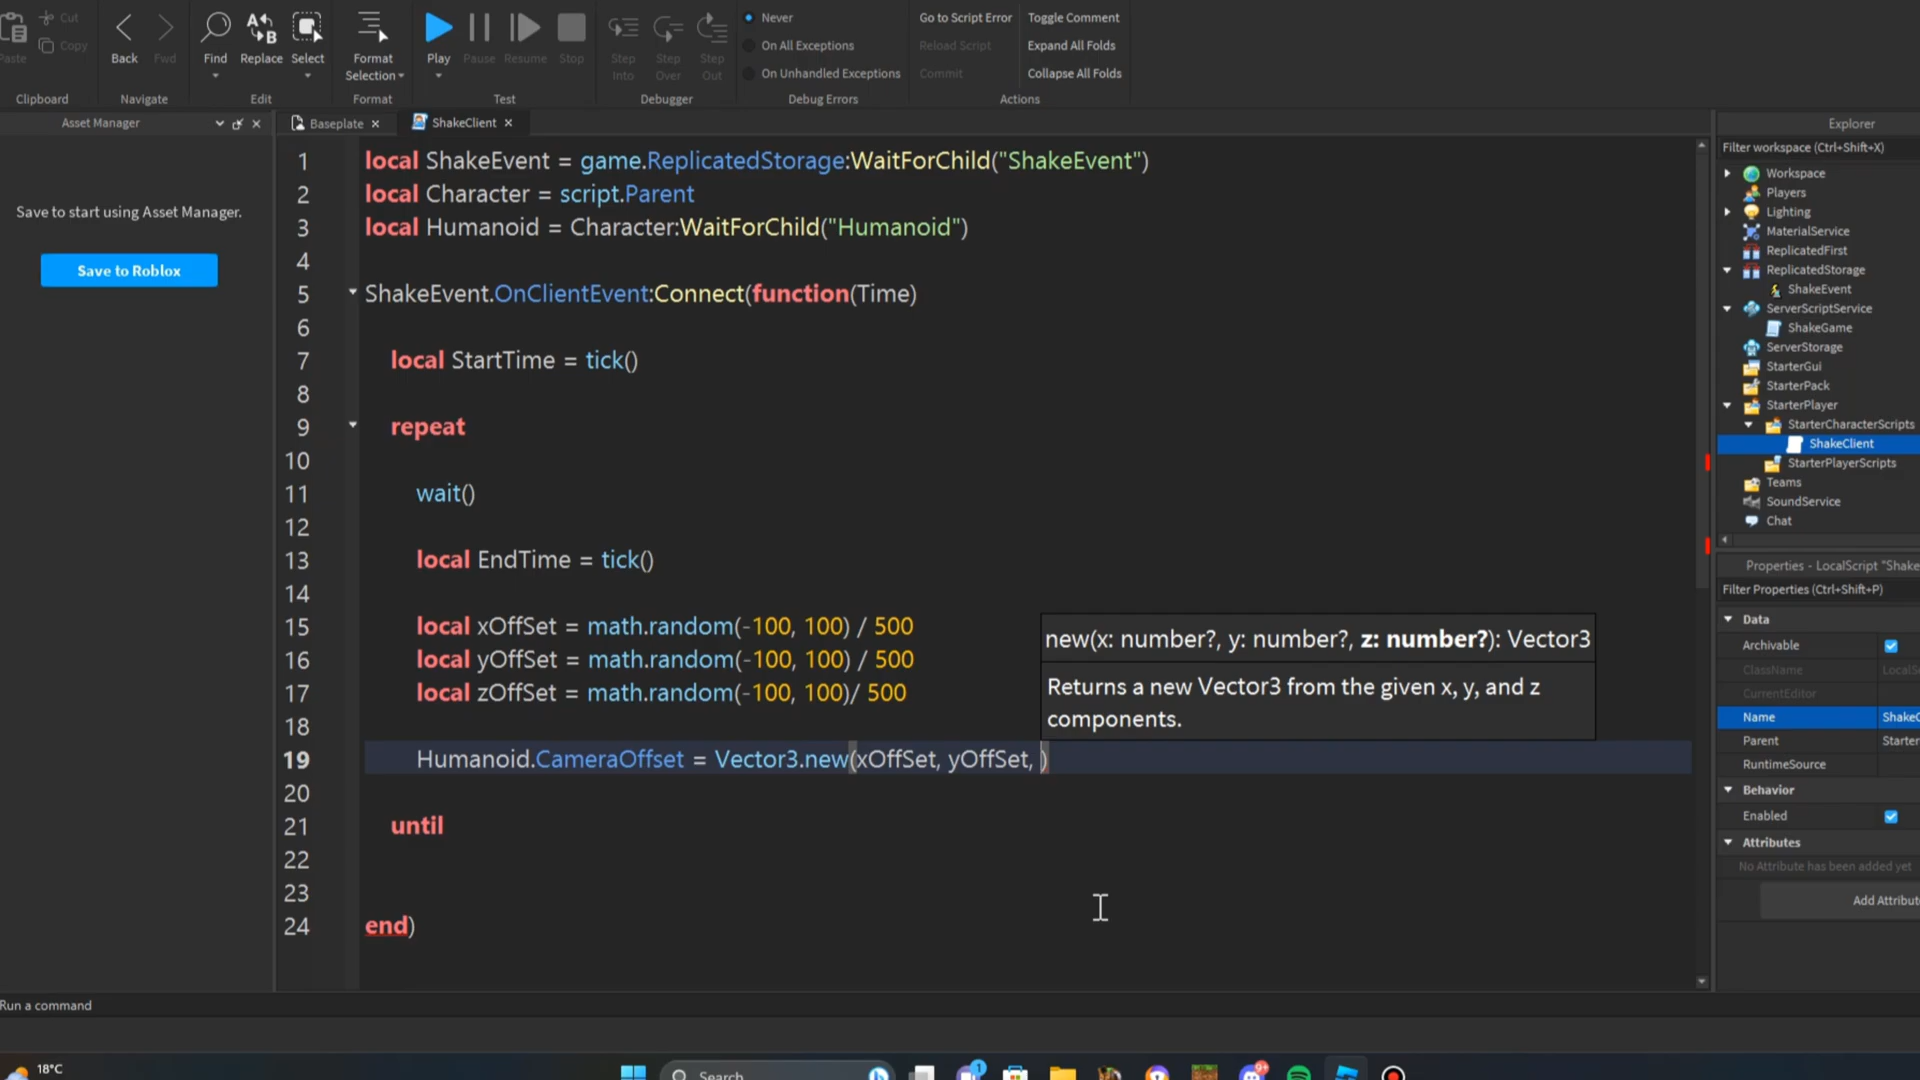 Cut
Paste
Copy
Clipboard
Back
Fwd
Navigate
Find
Replace
Select
Edit
Format
Selection
Format
Play
Pause
Resume
Stop
Test
Step
Into
Step
Over
Step
Out
Debugger
Never
On All Exceptions
On Unhandled Exceptions
Debug Errors
Go to Script Error
Reload Script
Commit
Toggle Comment
Expand All Folds
Collapse All Folds
Actions
Asset Manager
Save to start using Asset Manager.
Save to Roblox
Baseplate
ShakeClient
1 local ShakeEvent = game.ReplicatedStorage:WaitForChild("ShakeEvent")
2 local Character = script.Parent
3 local Humanoid = Character:WaitForChild("Humanoid")
4
5 ShakeEvent.OnClientEvent:Connect(function(Time)
6
7 local StartTime = tick()
8
9 repeat
10
11 wait()
12
13 local EndTime = tick()
14
15 local xOffSet = math.random(-100, 100) / 500
16 local yOffSet = math.random(-100, 100) / 500
17 local zOffSet = math.random(-100, 100)/ 500
18
19 Humanoid.CameraOffset = Vector3.new(xOffSet, yOffSet, )
20
21 until
22
23
24 end)
new(x: number?, y: number?, z: number?): Vector3
Returns a new Vector3 from the given x, y, and z
components.
Explorer
Filter workspace (Ctrl+Shift+X)
Workspace
Players
Lighting
MaterialService
ReplicatedFirst
ReplicatedStorage
ShakeEvent
ServerScriptService
ShakeGame
ServerStorage
StarterGui
StarterPack
StarterPlayer
StarterCharacterScripts
ShakeClient
StarterPlayerScripts
Teams
SoundService
Chat
Properties - LocalScript "Shake
Filter Properties (Ctrl+Shift+P)
Data
Archivable
ClassName LocalS
CurrentEditor
Name ShakeC
Parent Starter
RuntimeSource
Behavior
Enabled
Attributes
No Attribute has been added yet
Add Attribut
Run a command
18°C
Search
1
9+